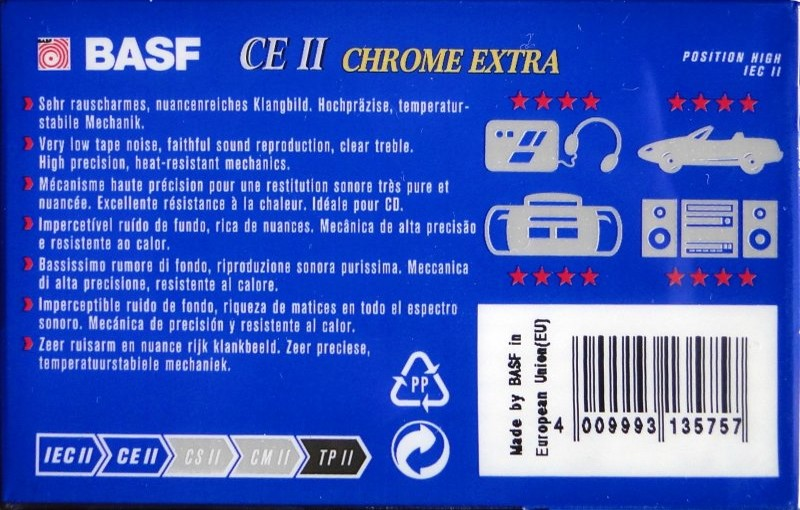 BASF CE II CHROME EXTRA
POSITION HIGH
IEC II
Sehr rauscharmes, nuancenreiches Klangbild. Hochpräzise, temperatur-
stabile Mechanik.
Very low tape noise, faithful sound reproduction, clear treble.
High precision, heat-resistant mechanics.
Mécanisme haute précision pour une restitution sonore très pure et
nuancée. Excellente résistance à la chaleur. Idéale pour CD.
Impercetível ruído de fundo, rica de nuances. Mecânica de alta precisão
e resistente ao calor.
Bassissimo rumore di fondo, riproduzione sonora purissima. Meccanica
di alta precisione, resistente al calore.
Imperceptible ruido de fondo, riqueza de matices en todo el espectro
sonoro. Mecánica de precisión y resistente al calor.
Zeer ruisarm en nuance rijk klankbeeld. Zeer preciese,
temperatuurstabiele mechaniek.
PP
IEC II CE II CS II CM II TP II
Made by BASF in
European Union(EU)
4 009993 135757